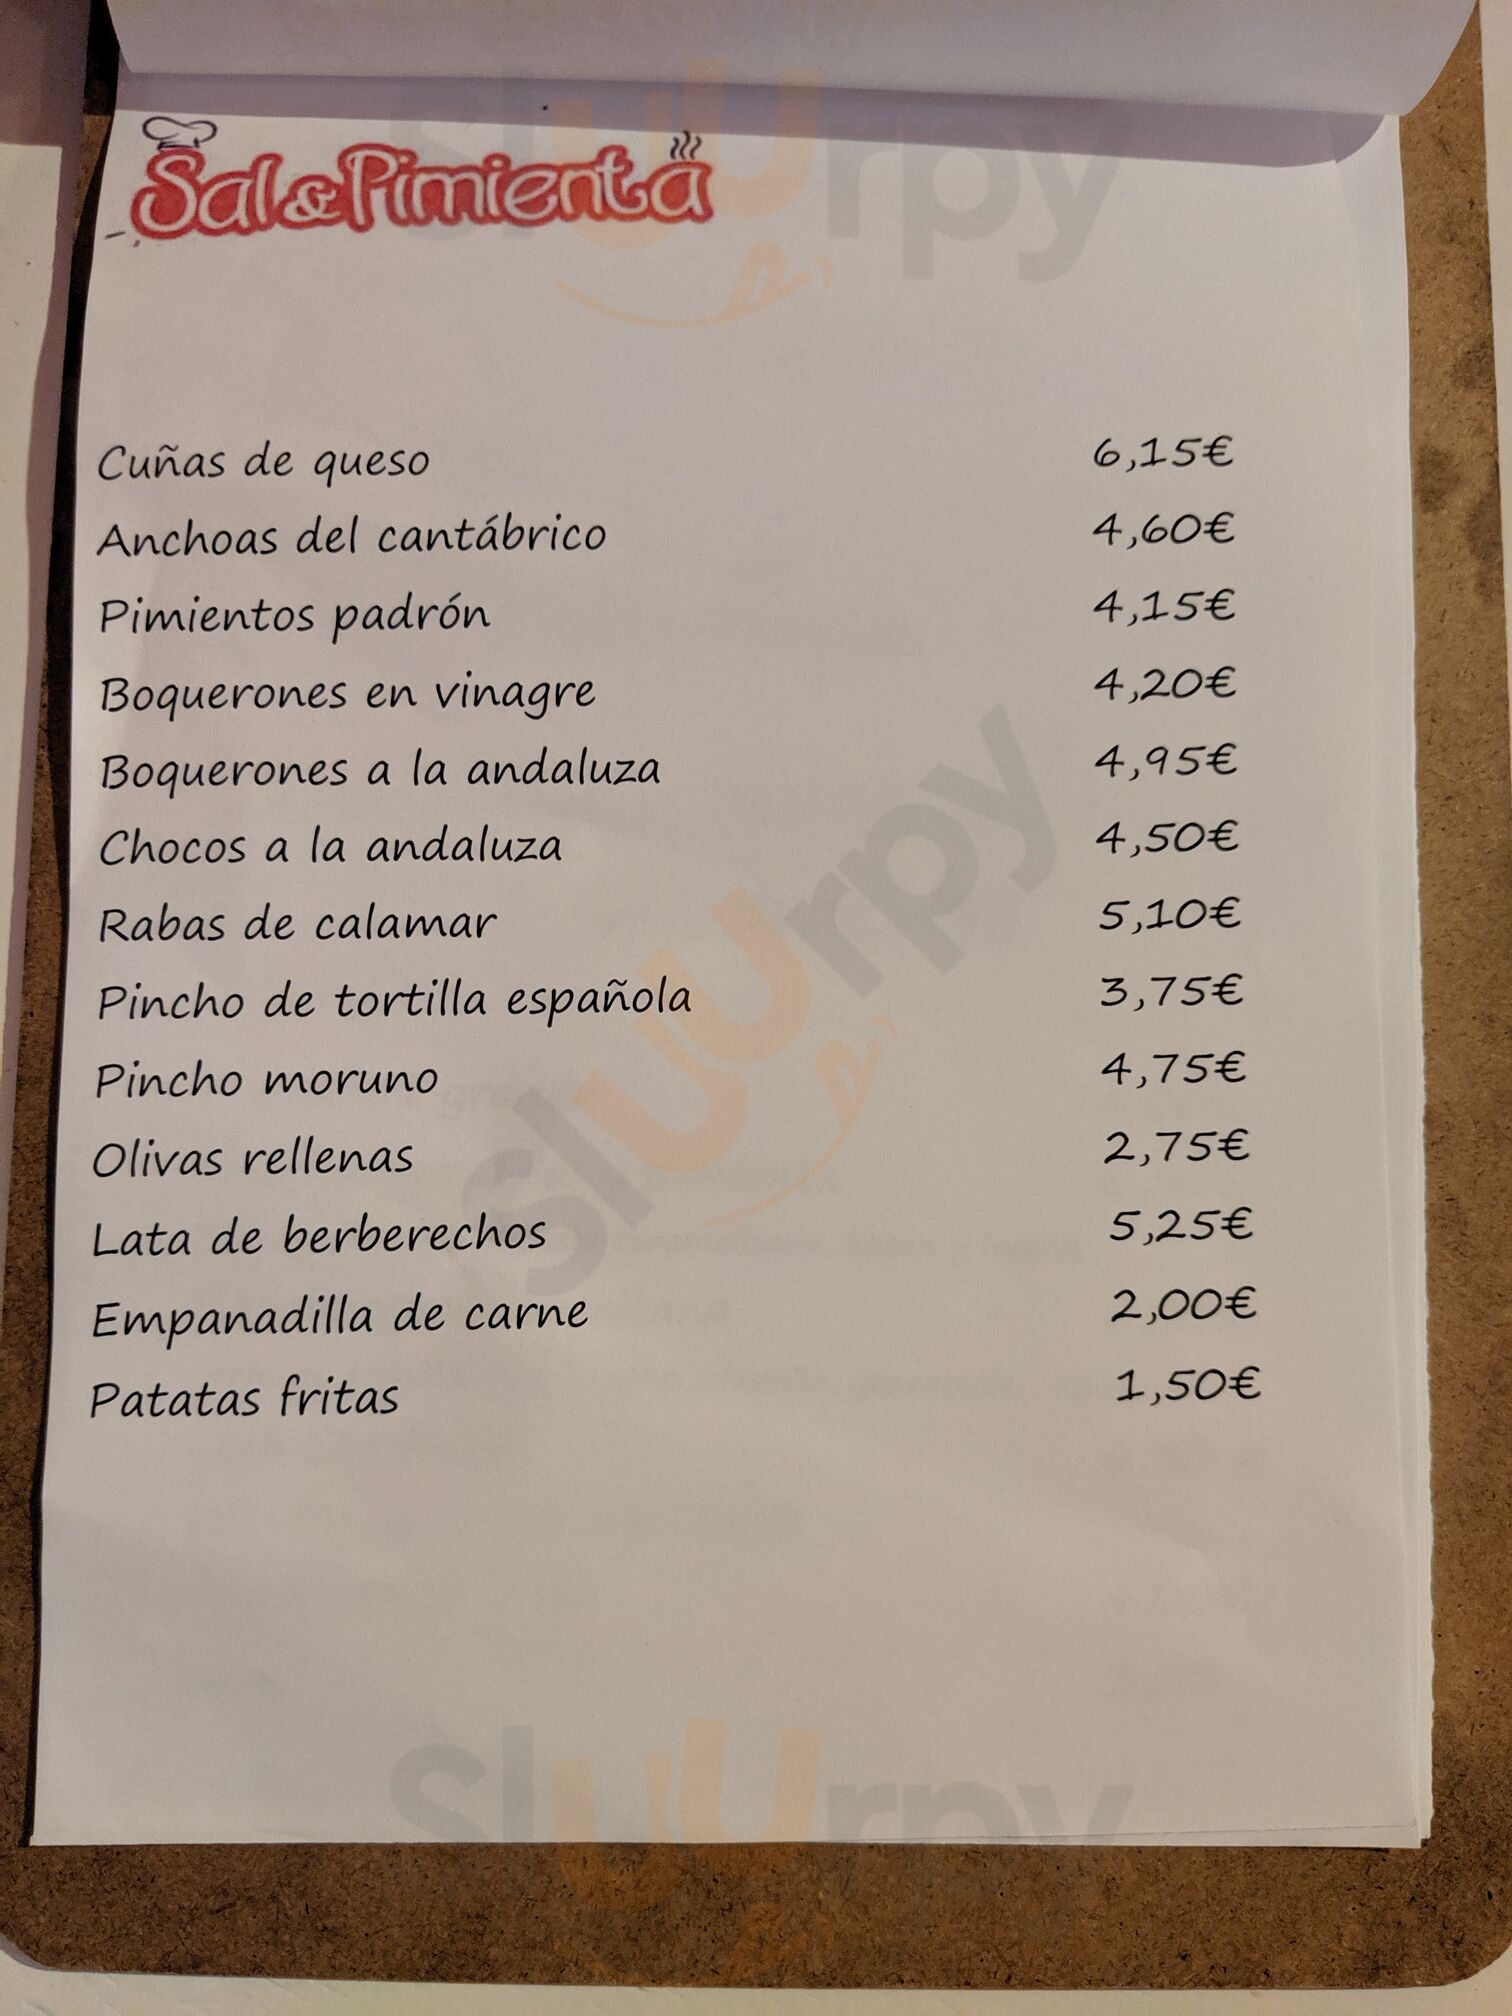 Sal&Pimienta
Cuñas de queso 6,15€
Anchoas del cantábrico 4,60€
Pimientos padrón 4,15€
Boquerones en vinagre 4,20€
Boquerones a la andaluza 4,95€
Chocos a la andaluza 4,50€
Rabas de calamar 5,10€
Pincho de tortilla española 3,75€
Pincho moruno 4,75€
Olivas rellenas 2,75€
Lata de berberechos 5,25€
Empanadilla de carne 2,00€
Patatas fritas 1,50€
sluurpy
sluurpy
sluurpy